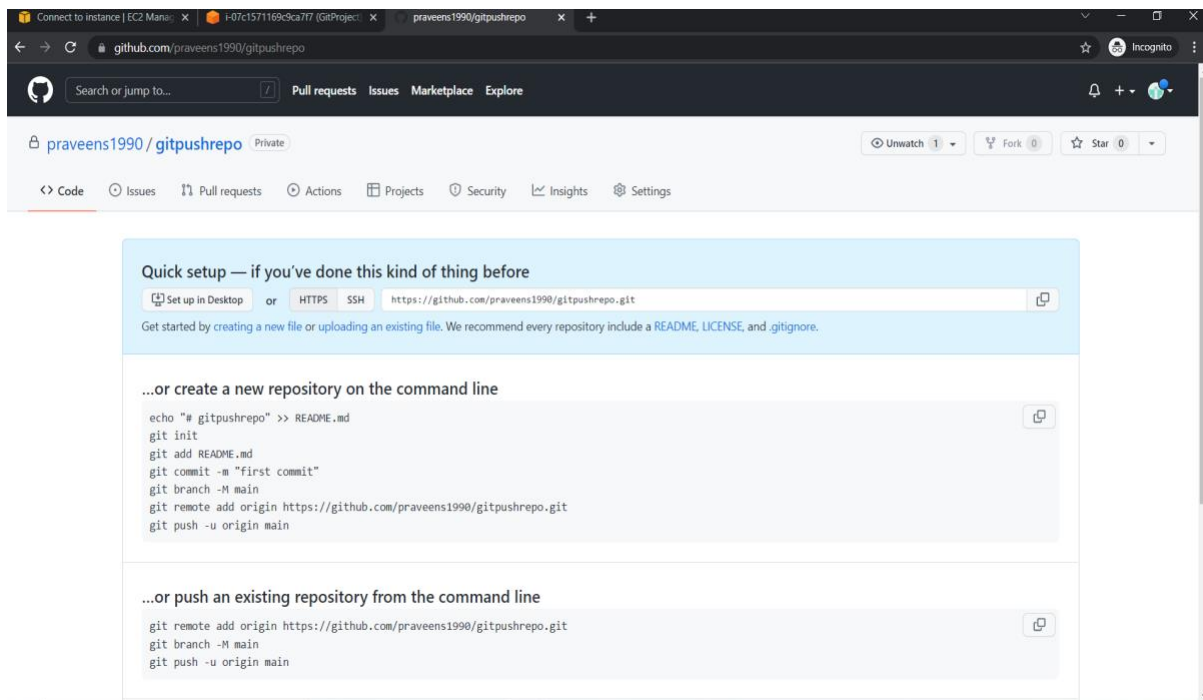 Connect to instance | EC2 Manag
i-07c1571169c9ca7f7 (GitProject)
praveens1990/gitpushrepo
github.com/praveens1990/gitpushrepo
Incognito
Search or jump to...
/
Pull requests Issues Marketplace Explore
praveens1990 / gitpushrepo Private
Unwatch 1
Fork 0
Star 0
Code Issues Pull requests Actions Projects Security Insights Settings
Quick setup — if you've done this kind of thing before
Set up in Desktop or HTTPS SSH https://github.com/praveens1990/gitpushrepo.git
Get started by creating a new file or uploading an existing file. We recommend every repository include a README, LICENSE, and .gitignore.
...or create a new repository on the command line
echo "# gitpushrepo" >> README.md
git init
git add README.md
git commit -m "first commit"
git branch -M main
git remote add origin https://github.com/praveens1990/gitpushrepo.git
git push -u origin main
...or push an existing repository from the command line
git remote add origin https://github.com/praveens1990/gitpushrepo.git
git branch -M main
git push -u origin main